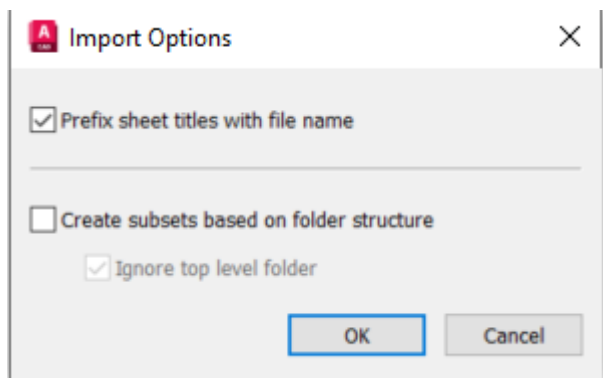 A
CAD
Import Options
Prefix sheet titles with file name
Create subsets based on folder structure
Ignore top level folder
OK
Cancel